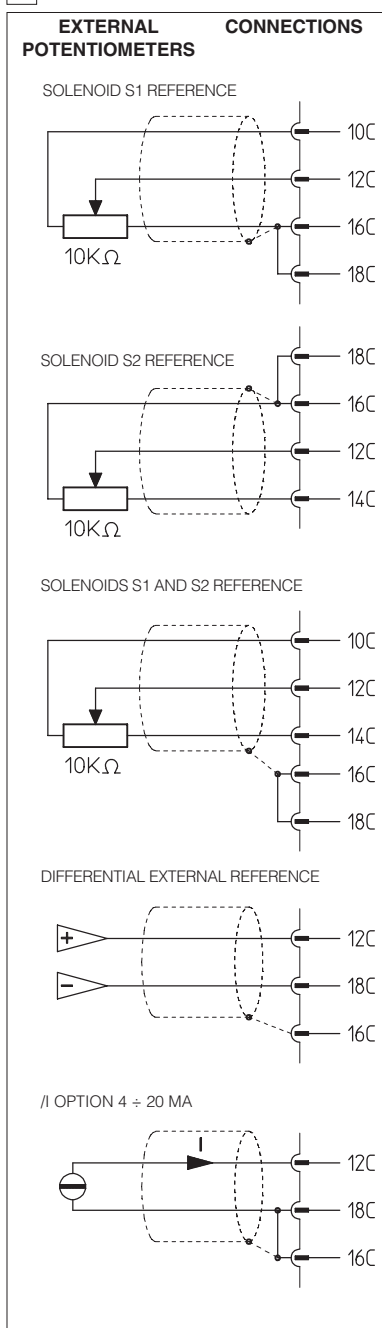 EXTERNAL CONNECTIONS
POTENTIOMETERS
SOLENOID S1 REFERENCE
10C
12C
16C
18C
10KΩ
SOLENOID S2 REFERENCE
18C
16C
12C
14C
10KΩ
SOLENOIDS S1 AND S2 REFERENCE
10C
12C
14C
16C
18C
10KΩ
DIFFERENTIAL EXTERNAL REFERENCE
+
12C
−
18C
16C
/I OPTION 4 ÷ 20 MA
I
12C
18C
16C